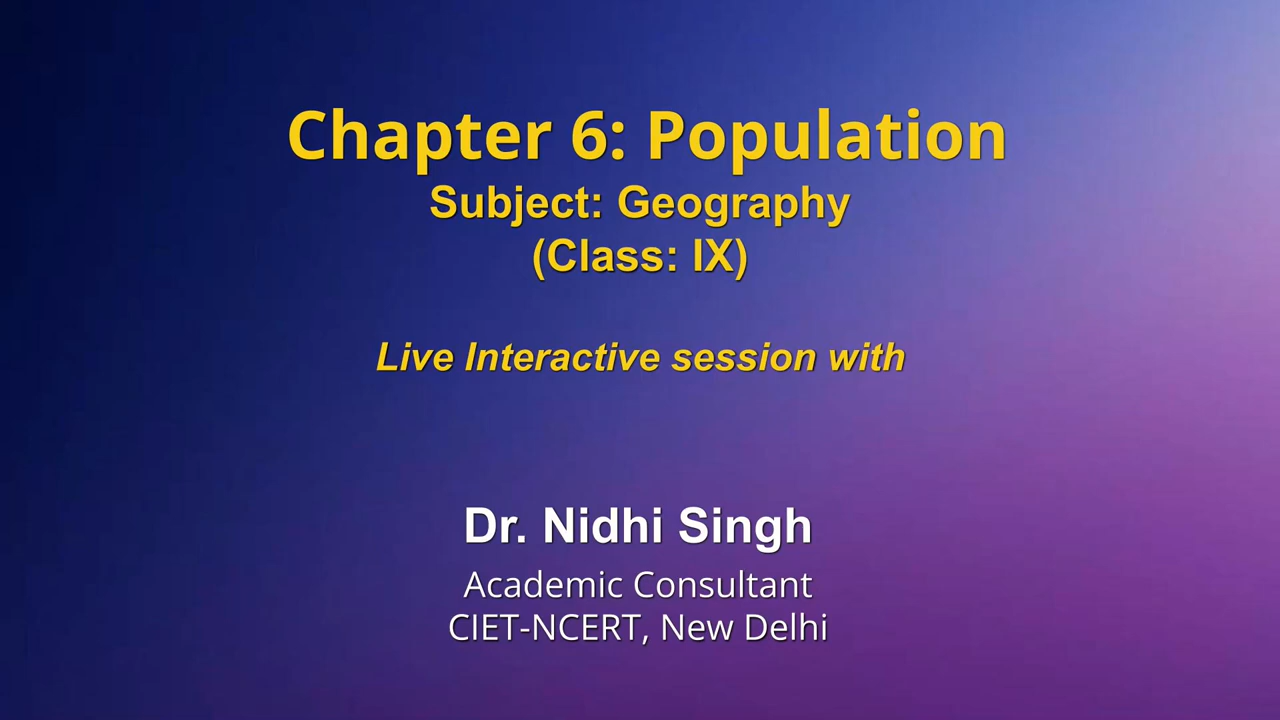 Chapter 6: Population
Subject: Geography
(Class: IX)
Live Interactive session with
Dr. Nidhi Singh
Academic Consultant
CIET-NCERT, New Delhi